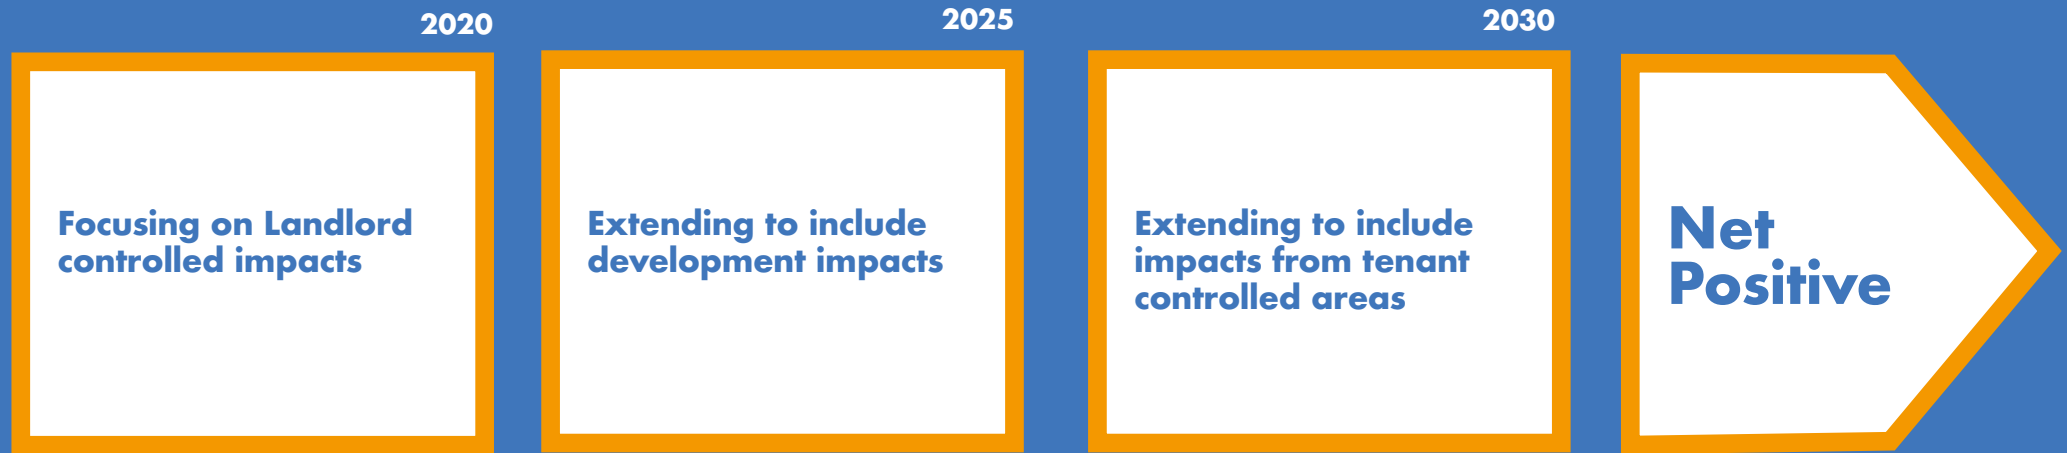 2020
Focusing on Landlord
controlled impacts
2025
Extending to include
development impacts
2030
Extending to include
impacts from tenant
controlled areas
Net
Positive